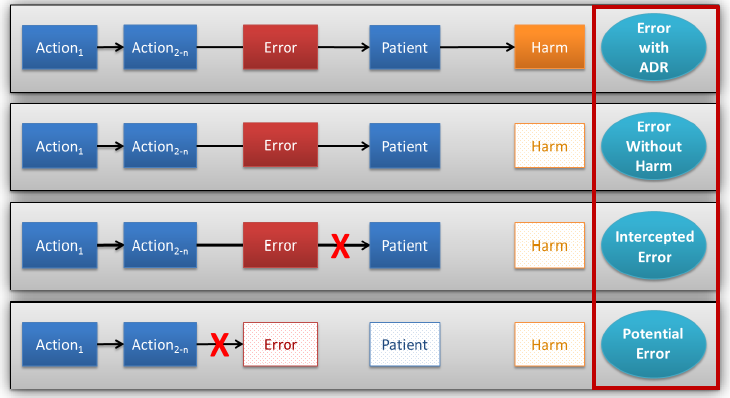 Action1 Action2-n Error Patient Harm Error
with
ADR
Action1 Action2-n Error Patient Harm Error
Without
Harm
Action1 Action2-n Error X Patient Harm Intercepted
Error
Action1 Action2-n X Error Patient Harm Potential
Error